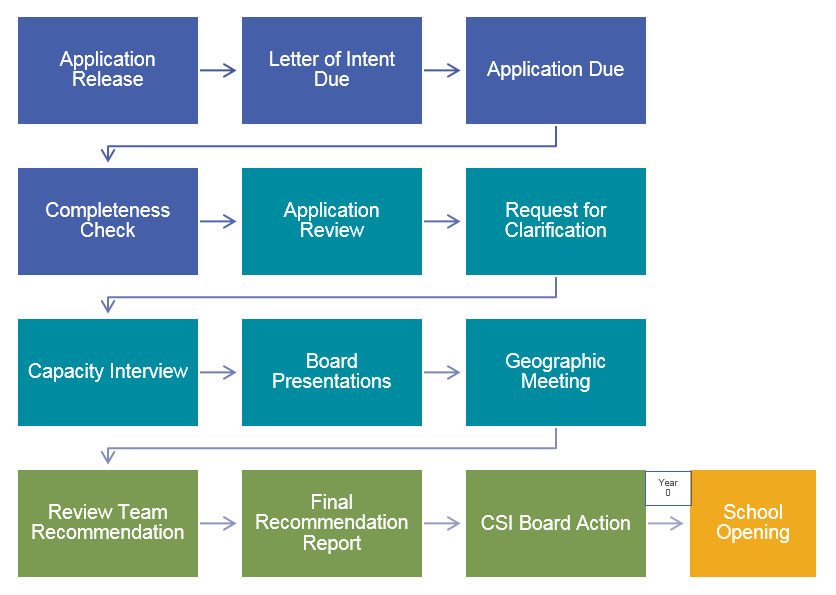 Application
Release
Letter of Intent
Due
Application Due
Completeness
Check
Application
Review
Request for
Clarification
Capacity Interview
Board
Presentations
Geographic
Meeting
Review Team
Recommendation
Final
Recommendation
Report
CSI Board Action
Year
0
School
Opening